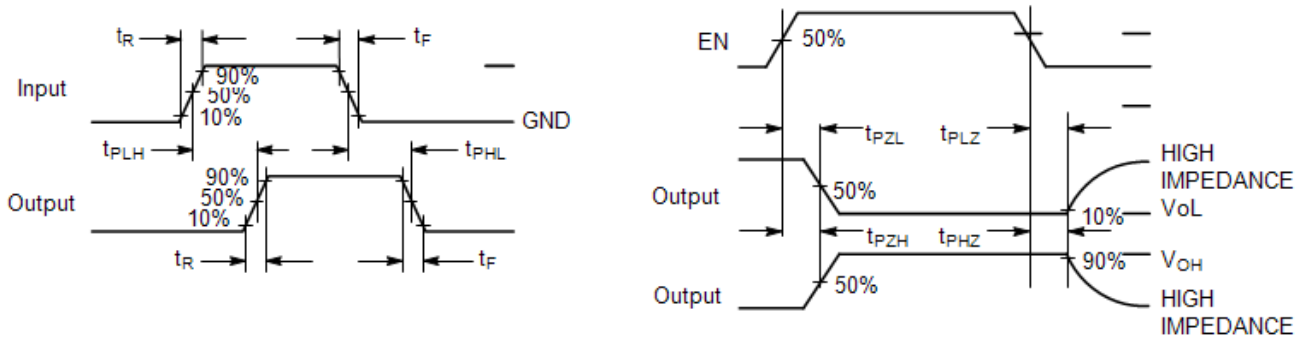 tR tF
Input
90%
50%
10%
GND
tPLH tPHL
Output
90%
50%
10%
tR tF
EN
50%
tPZL tPLZ
HIGH
IMPEDANCE
Output
50%
10%
VoL
tPZH tPHZ
90%
VOH
Output
50%
HIGH
IMPEDANCE